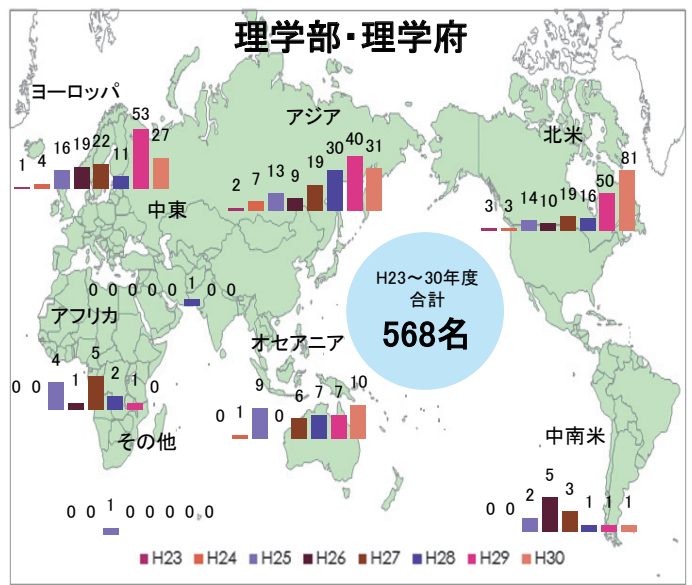 理学部・理学府
ヨーロッパ
1 4 16 19 22 11 53 27
アジア
2 7 13 9 19 30 40 31
北米
3 3 14 10 19 16 50 81
中東
0 0 0 0 0 1 0 0
H23～30年度
合計
568名
アフリカ
0 0 4 1 5 2 1 0
オセアニア
0 1 9 0 6 7 7 10
その他
0 0 1 0 0 0 0 0
中南米
0 0 2 5 3 1 1 1
H23 H24 H25 H26 H27 H28 H29 H30